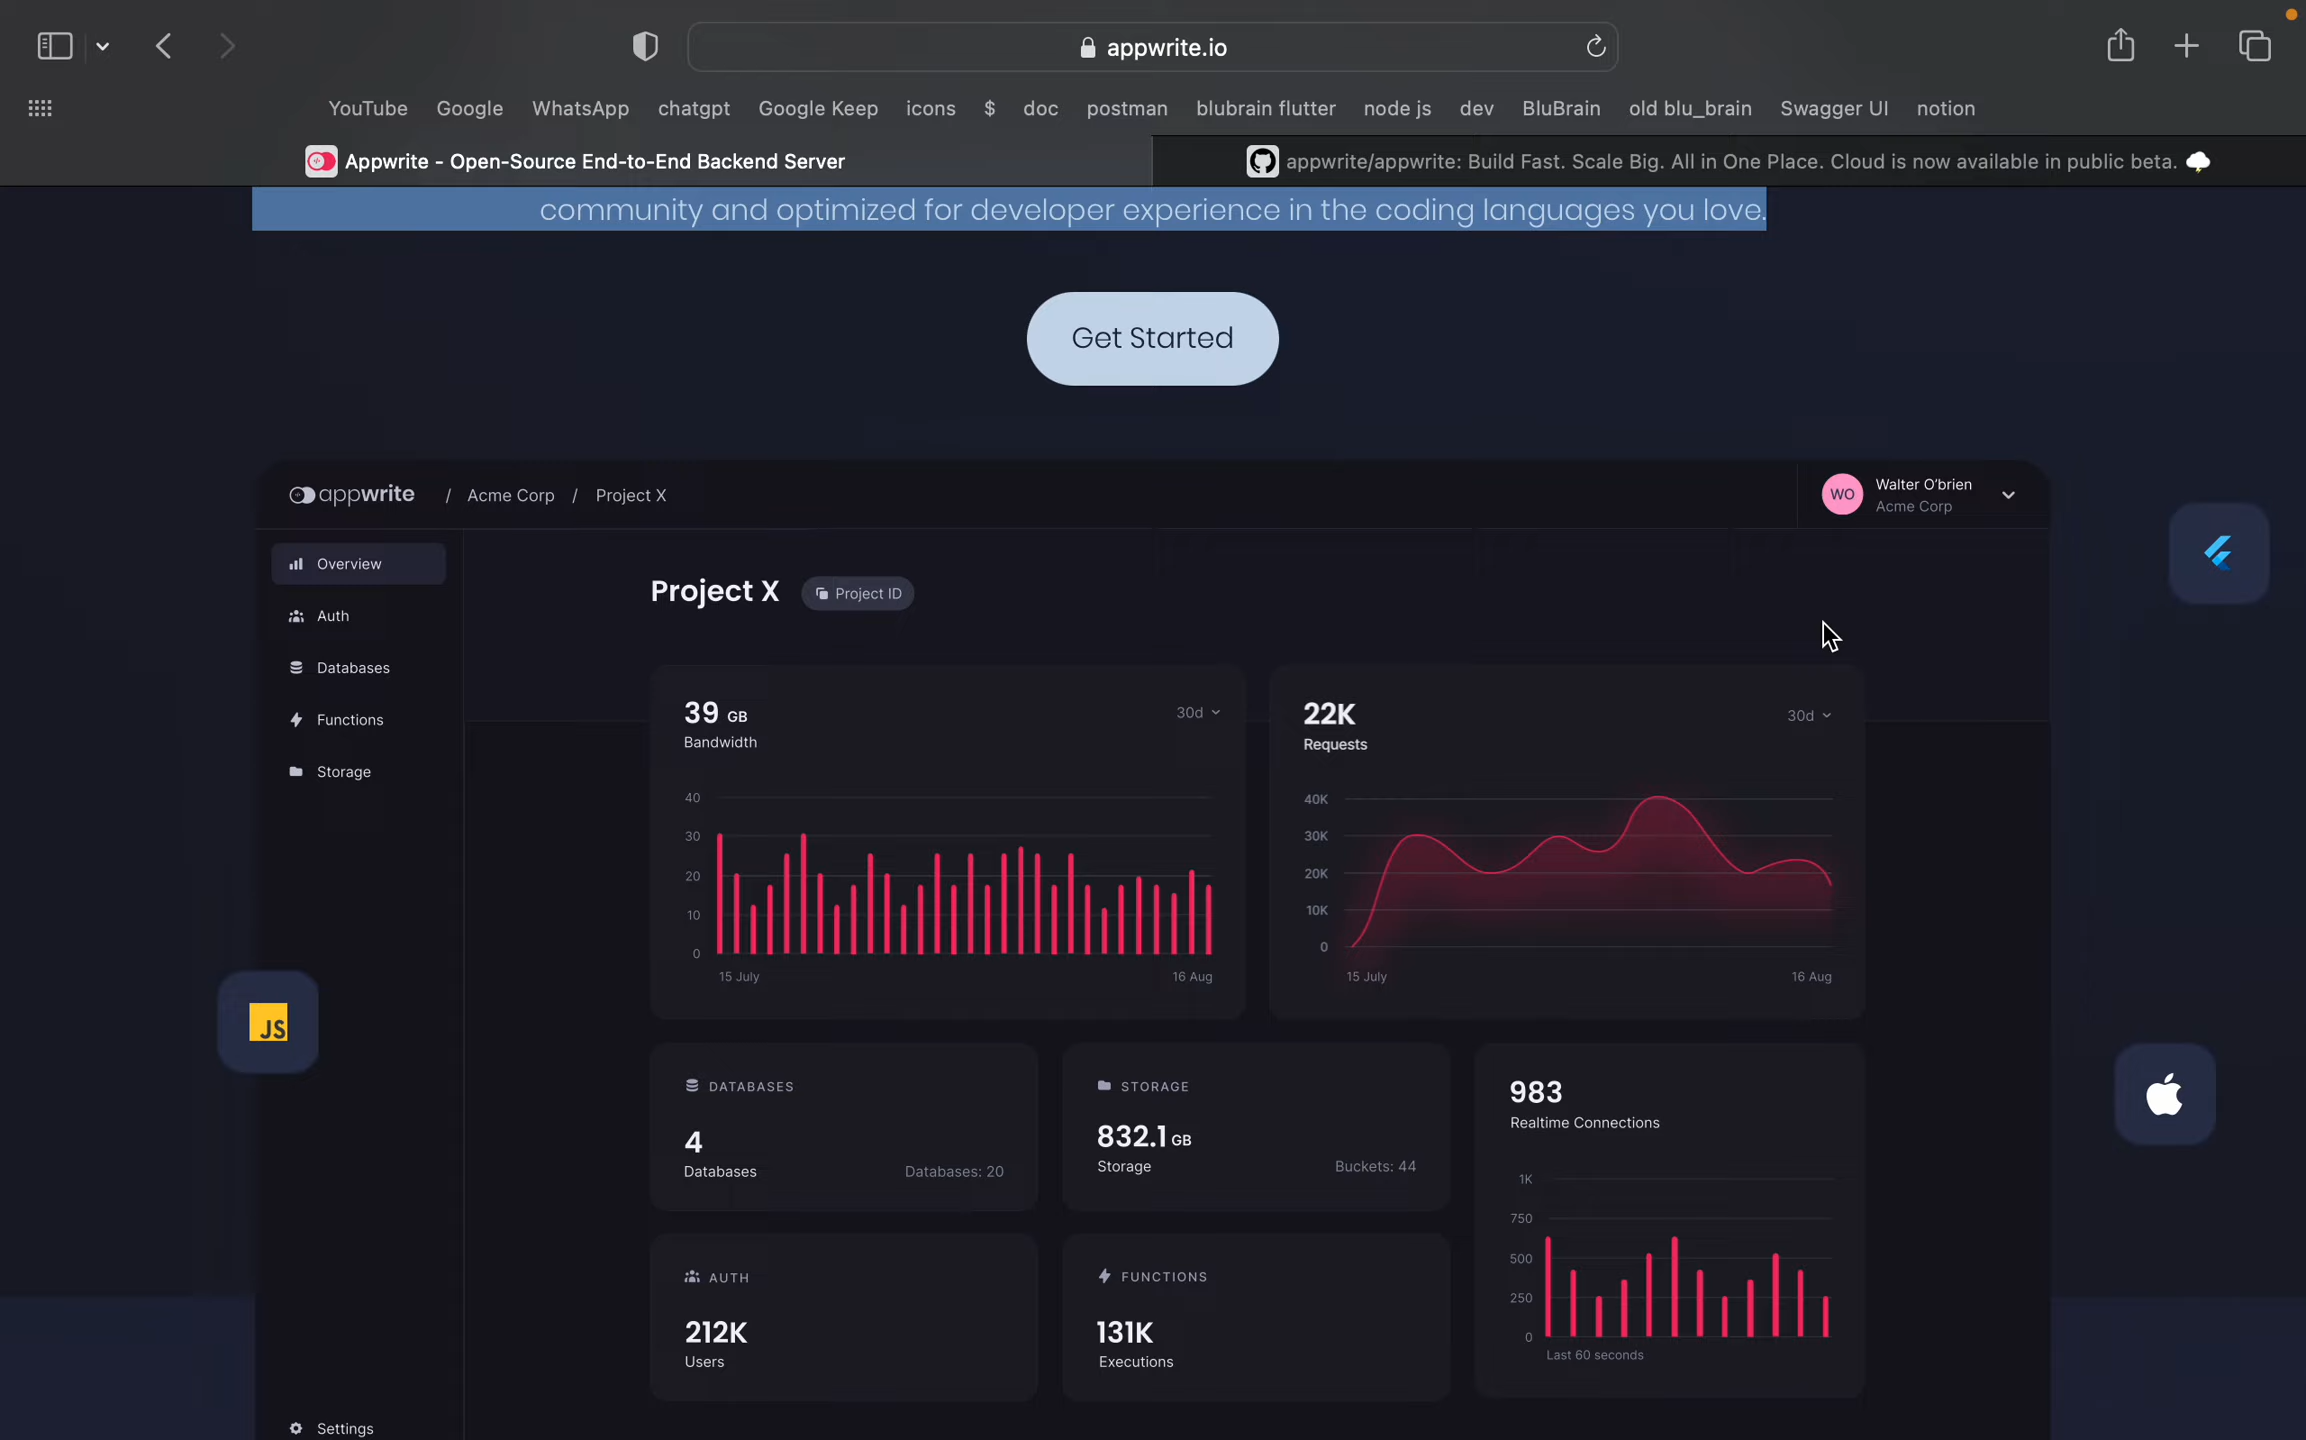 appwrite.io
YouTube Google WhatsApp chatgpt Google Keep icons $ doc postman blubrain flutter node js dev BluBrain old blu_brain Swagger UI notion
Appwrite - Open-Source End-to-End Backend Server
appwrite/appwrite: Build Fast. Scale Big. All in One Place. Cloud is now available in public beta.
community and optimized for developer experience in the coding languages you love.
Get Started
appwrite / Acme Corp / Project X
Walter O'brien
WO
Acme Corp
Overview
Auth
Databases
Functions
Storage
Settings
Project X Project ID
39 GB
30d
Bandwidth
40
30
20
10
0
15 July 16 Aug
22K
30d
Requests
40K
30K
20K
10K
0
15 July 16 Aug
JS
DATABASES
4
Databases Databases: 20
STORAGE
832.1 GB
Storage Buckets: 44
983
Realtime Connections
1K
750
500
250
0
Last 60 seconds
AUTH
212K
Users
FUNCTIONS
131K
Executions